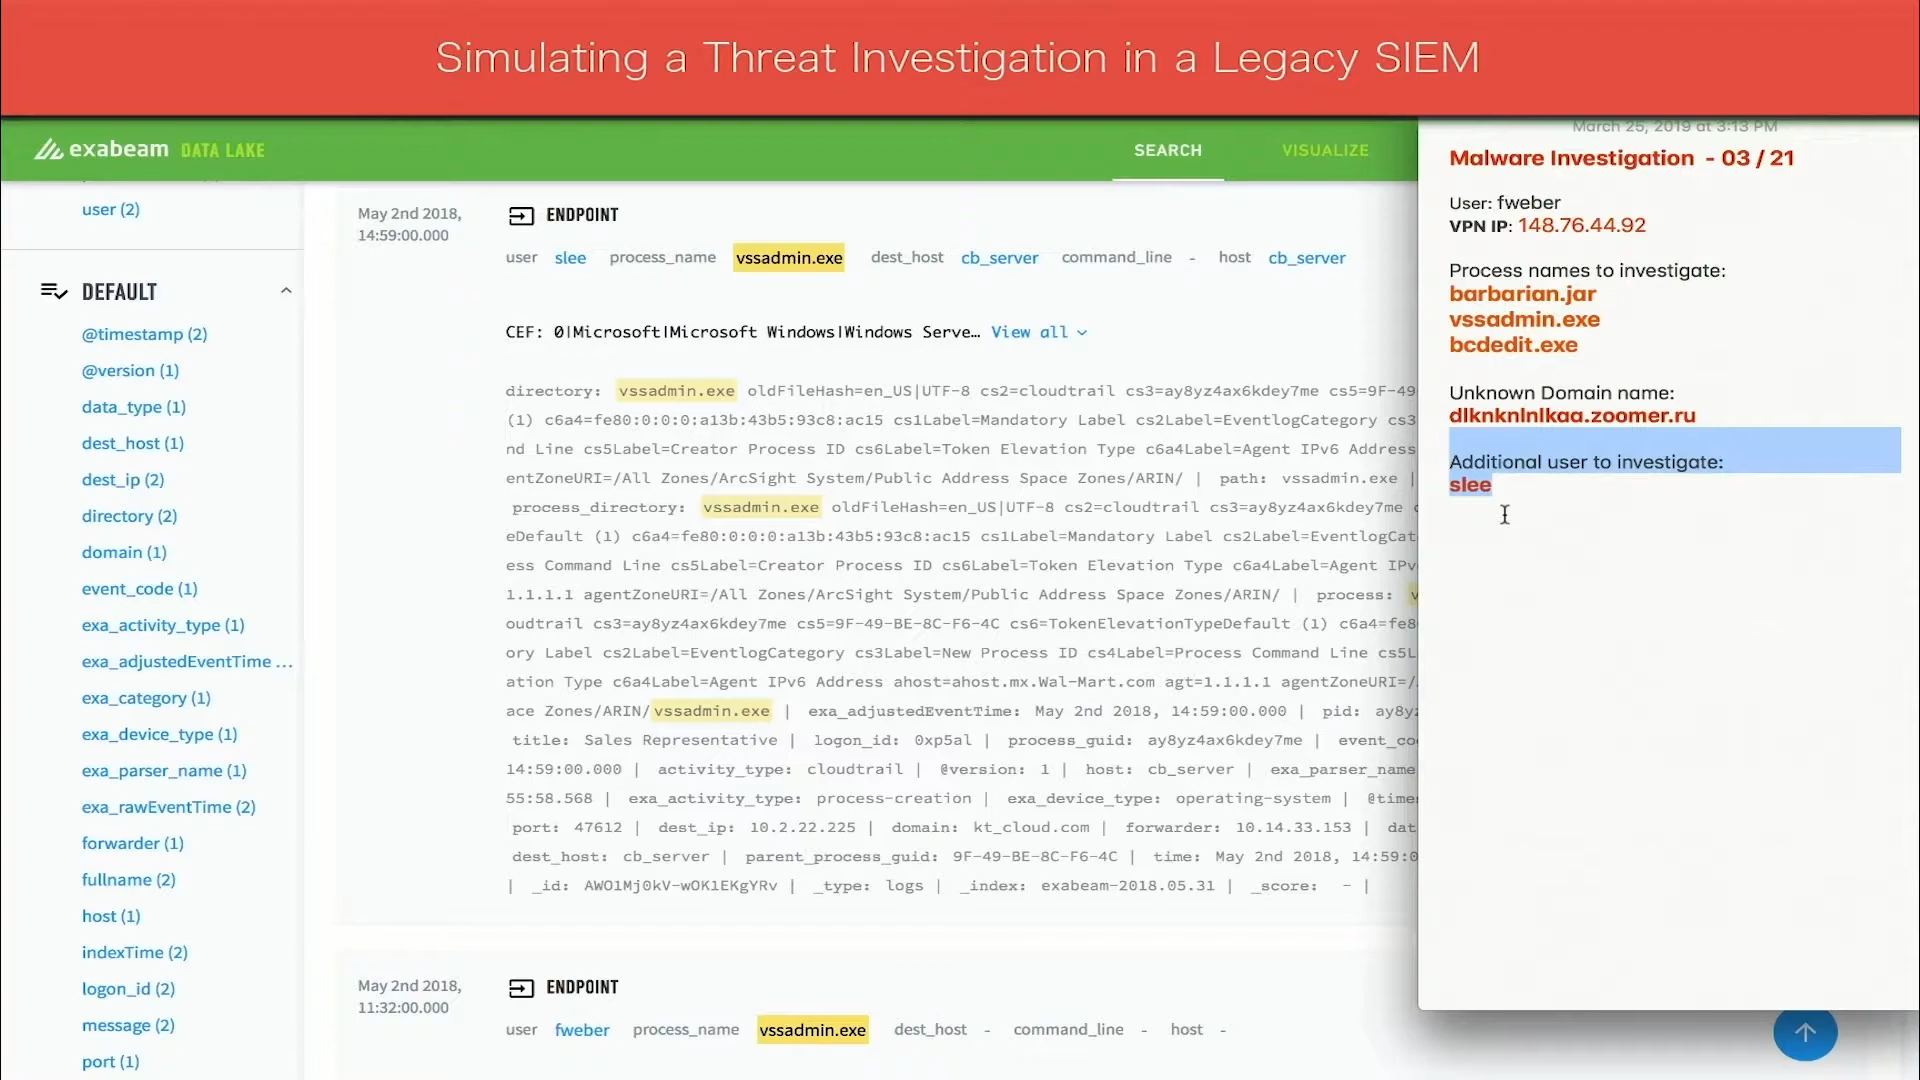 Simulating a Threat Investigation in a Legacy SIEM
exabeam DATA LAKE
SEARCH
VISUALIZE
user (2)
DEFAULT
@timestamp (2)
@version (1)
data_type (1)
dest_host (1)
dest_ip (2)
directory (2)
domain (1)
event_code (1)
exa_activity_type (1)
exa_adjustedEventTime ...
exa_category (1)
exa_device_type (1)
exa_parser_name (1)
exa_rawEventTime (2)
forwarder (1)
fullname (2)
host (1)
indexTime (2)
logon_id (2)
message (2)
port (1)
May 2nd 2018,
14:59:00.000
ENDPOINT
user slee process_name vssadmin.exe dest_host cb_server command_line - host cb_server
CEF: 0|Microsoft|Microsoft Windows|Windows Serve… View all
directory: vssadmin.exe oldFileHash=en_US|UTF-8 cs2=cloudtrail cs3=ay8yz4ax6kdey7me cs5=9F-49
(1) c6a4=fe80:0:0:0:a13b:43b5:93c8:ac15 cs1Label=Mandatory Label cs2Label=EventlogCategory cs3
nd Line cs5Label=Creator Process ID cs6Label=Token Elevation Type c6a4Label=Agent IPv6 Address
entZoneURI=/All Zones/ArcSight System/Public Address Space Zones/ARIN/ | path: vssadmin.exe |
process_directory: vssadmin.exe oldFileHash=en_US|UTF-8 cs2=cloudtrail cs3=ay8yz4ax6kdey7me
eDefault (1) c6a4=fe80:0:0:0:a13b:43b5:93c8:ac15 cs1Label=Mandatory Label cs2Label=EventlogCat
ess Command Line cs5Label=Creator Process ID cs6Label=Token Elevation Type c6a4Label=Agent IPv
1.1.1.1 agentZoneURI=/All Zones/ArcSight System/Public Address Space Zones/ARIN/ | process: v
oudtrail cs3=ay8yz4ax6kdey7me cs5=9F-49-BE-8C-F6-4C cs6=TokenElevationTypeDefault (1) c6a4=fe8
ory Label cs2Label=EventlogCategory cs3Label=New Process ID cs4Label=Process Command Line cs5L
ation Type c6a4Label=Agent IPv6 Address ahost=ahost.mx.Wal-Mart.com agt=1.1.1.1 agentZoneURI=/
ace Zones/ARIN/vssadmin.exe | exa_adjustedEventTime: May 2nd 2018, 14:59:00.000 | pid: ay8yz
title: Sales Representative | logon_id: 0xp5al | process_guid: ay8yz4ax6kdey7me | event_co
14:59:00.000 | activity_type: cloudtrail | @version: 1 | host: cb_server | exa_parser_name
55:58.568 | exa_activity_type: process-creation | exa_device_type: operating-system | @times
port: 47612 | dest_ip: 10.2.22.225 | domain: kt_cloud.com | forwarder: 10.14.33.153 | dat
dest_host: cb_server | parent_process_guid: 9F-49-BE-8C-F6-4C | time: May 2nd 2018, 14:59:0
| _id: AWO1Mj0kV-wOK1EKgYRv | _type: logs | _index: exabeam-2018.05.31 | _score: - |
May 2nd 2018,
11:32:00.000
ENDPOINT
user fweber process_name vssadmin.exe dest_host - command_line - host -
March 25, 2019 at 3:13 PM
Malware Investigation - 03 / 21
User: fweber
VPN IP: 148.76.44.92
Process names to investigate:
barbarian.jar
vssadmin.exe
bcdedit.exe
Unknown Domain name:
dlknknlnlkaa.zoomer.ru
Additional user to investigate:
slee